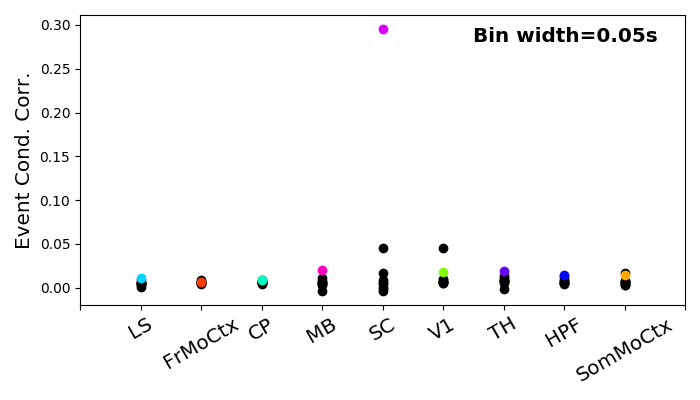 Bin width=0.05s
Event Cond. Corr.
0.30
0.25
0.20
0.15
0.10
0.05
0.00
LS
FrMoCtx
CP
MB
SC
V1
TH
HPF
SomMoCtx